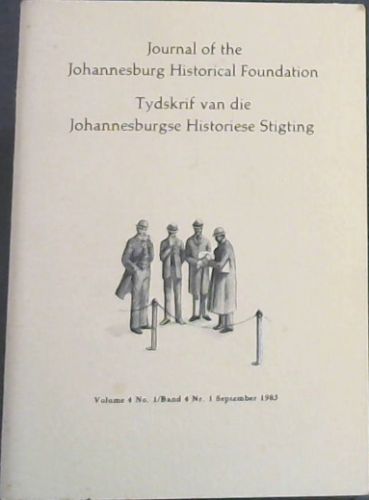 Journal of the
Johannesburg Historical Foundation
Tydskrif van die
Johannesburgse Historiese Stigting
Volume 4 No. 1/Band 4 Nr. 1 September 1983